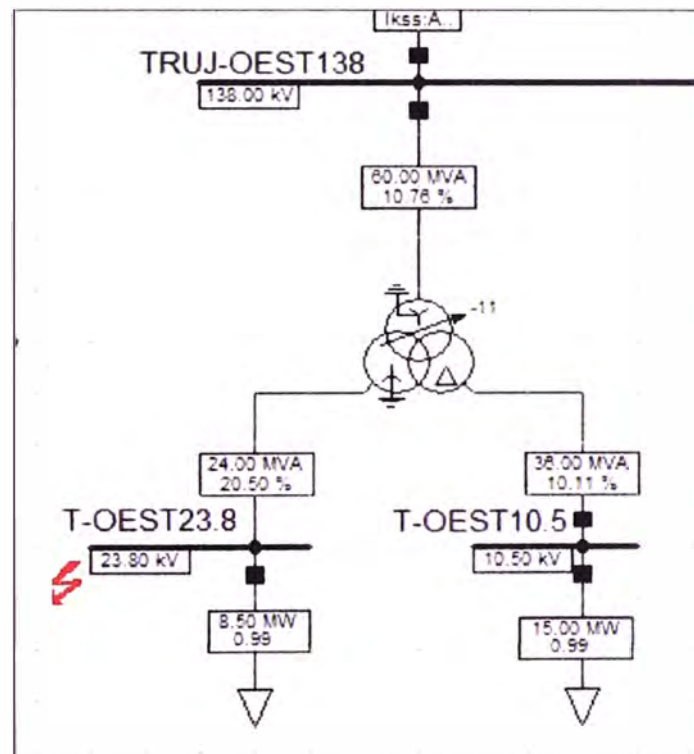 Ikss:A..
TRUJ-OEST138
138.00 kV
60.00 MVA
10.76 %
-11
24.00 MVA
20.50 %
36.00 MVA
10.11 %
T-OEST23.8
T-OEST10.5
23.80 kV
10.50 kV
8.50 MW
0.99
15.00 MW
0.99